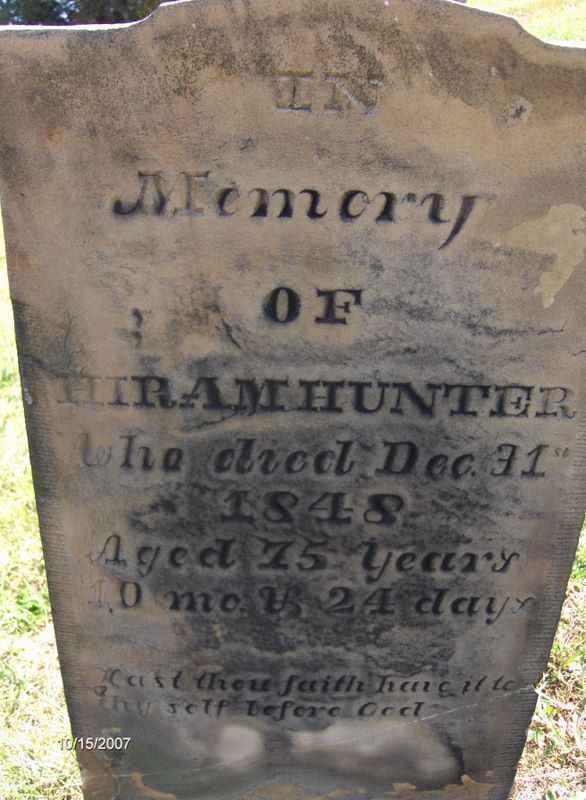 IN
Memory
OF
HIRAM HUNTER
Who died Dec. 31st
1848
Aged 75 years
10 mo. & 24 days
Hast thou faith have it to
thy self before God
10/15/2007